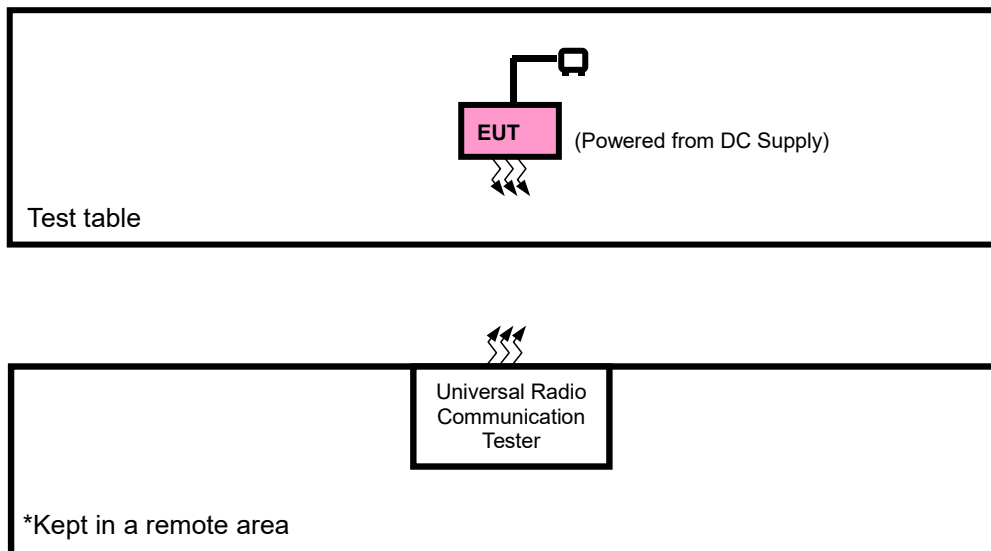 EUT
(Powered from DC Supply)
Test table
Universal Radio
Communication
Tester
*Kept in a remote area